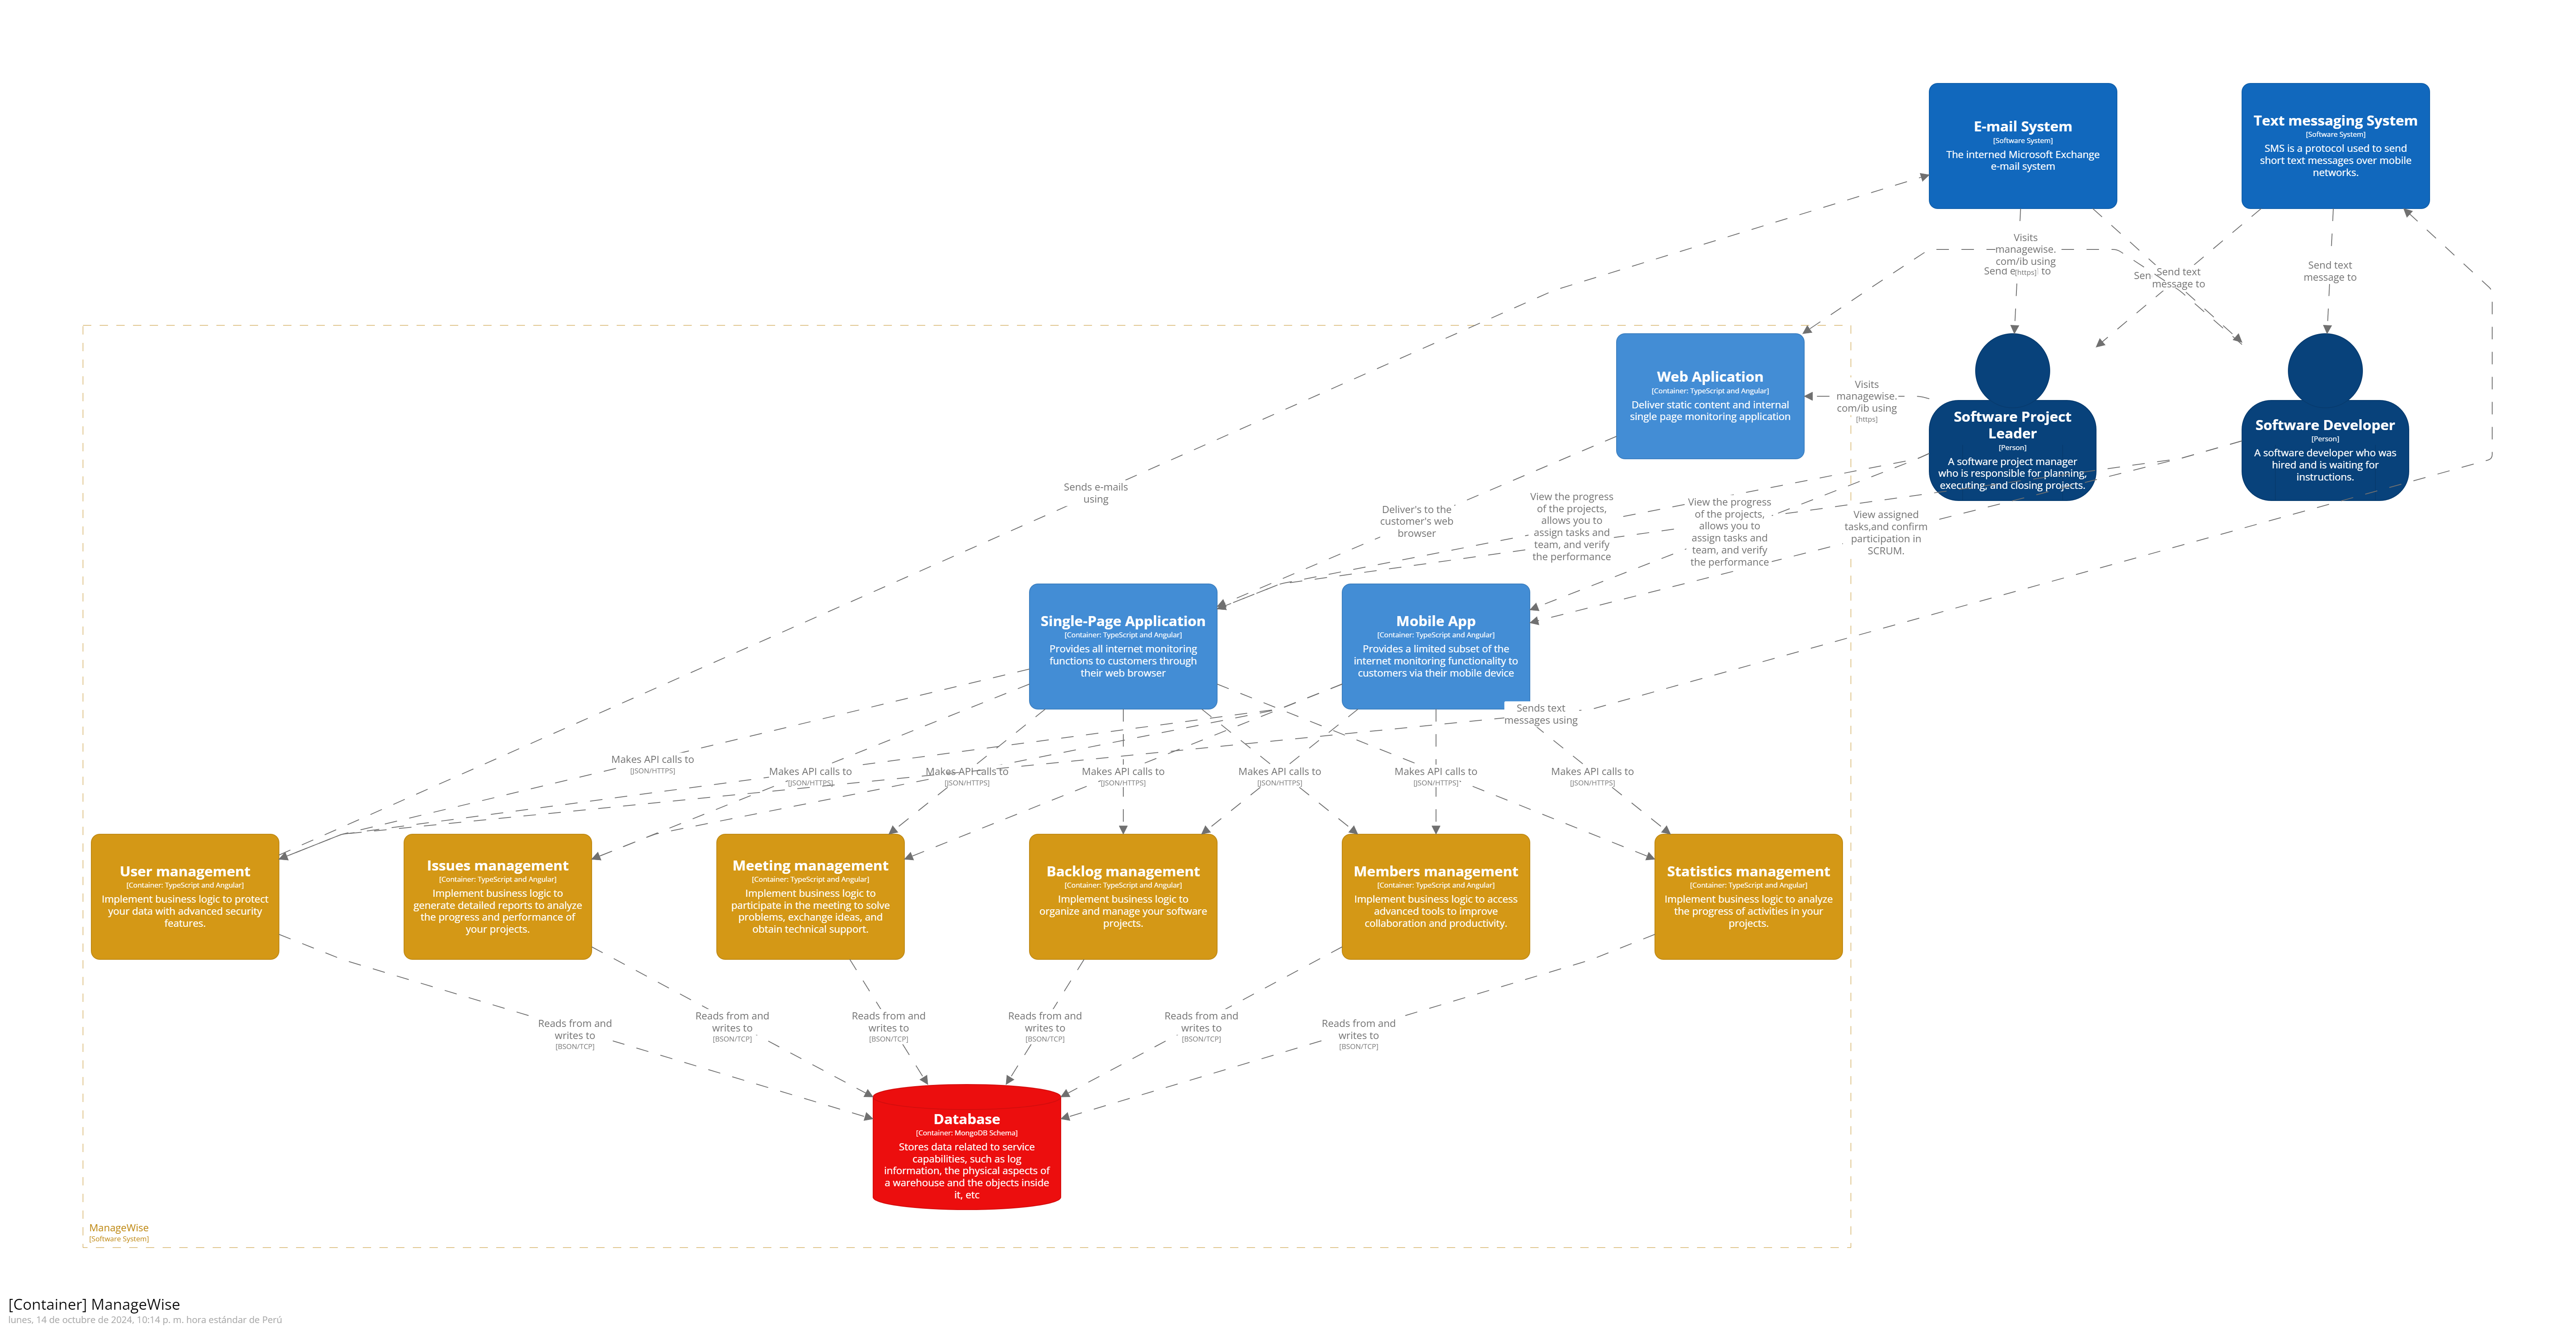 E-mail System
[Software System]
The interned Microsoft Exchange
e-mail system
Text messaging System
[Software System]
SMS is a protocol used to send
short text messages over mobile
networks.
Visits
managewise.
com/ib using
[https]
Send e to
Sen
Send text
message to
Send text
message to
Web Aplication
[Container: TypeScript and Angular]
Deliver static content and internal
single page monitoring application
Visits
managewise.
com/ib using
[https]
Software Project
Leader
[Person]
A software project manager
who is responsible for planning,
executing, and closing projects.
Software Developer
[Person]
A software developer who was
hired and is waiting for
instructions.
Sends e-mails
using
Deliver's to the
customer's web
browser
View the progress
of the projects,
allows you to
assign tasks and
team, and verify
the performance
View the progress
of the projects,
allows you to
assign tasks and
team, and verify
the performance
View assigned
tasks,and confirm
participation in
SCRUM.
Single-Page Application
[Container: TypeScript and Angular]
Provides all internet monitoring
functions to customers through
their web browser
Mobile App
[Container: TypeScript and Angular]
Provides a limited subset of the
internet monitoring functionality to
customers via their mobile device
Sends text
messages using
Makes API calls to
[JSON/HTTPS]
Makes API calls to
[JSON/HTTPS]
Makes API calls to
[JSON/HTTPS]
Makes API calls to
[JSON/HTTPS]
Makes API calls to
[JSON/HTTPS]
Makes API calls to
[JSON/HTTPS]
Makes API calls to
[JSON/HTTPS]
User management
[Container: TypeScript and Angular]
Implement business logic to protect
your data with advanced security
features.
Issues management
[Container: TypeScript and Angular]
Implement business logic to
generate detailed reports to analyze
the progress and performance of
your projects.
Meeting management
[Container: TypeScript and Angular]
Implement business logic to
participate in the meeting to solve
problems, exchange ideas, and
obtain technical support.
Backlog management
[Container: TypeScript and Angular]
Implement business logic to
organize and manage your software
projects.
Members management
[Container: TypeScript and Angular]
Implement business logic to access
advanced tools to improve
collaboration and productivity.
Statistics management
[Container: TypeScript and Angular]
Implement business logic to analyze
the progress of activities in your
projects.
Reads from and
writes to
[BSON/TCP]
Reads from and
writes to
[BSON/TCP]
Reads from and
writes to
[BSON/TCP]
Reads from and
writes to
[BSON/TCP]
Reads from and
writes to
[BSON/TCP]
Reads from and
writes to
[BSON/TCP]
Database
[Container: MongoDB Schema]
Stores data related to service
capabilities, such as log
information, the physical aspects of
a warehouse and the objects inside
it, etc
ManageWise
[Software System]
[Container] ManageWise
lunes, 14 de octubre de 2024, 10:14 p. m. hora estándar de Perú